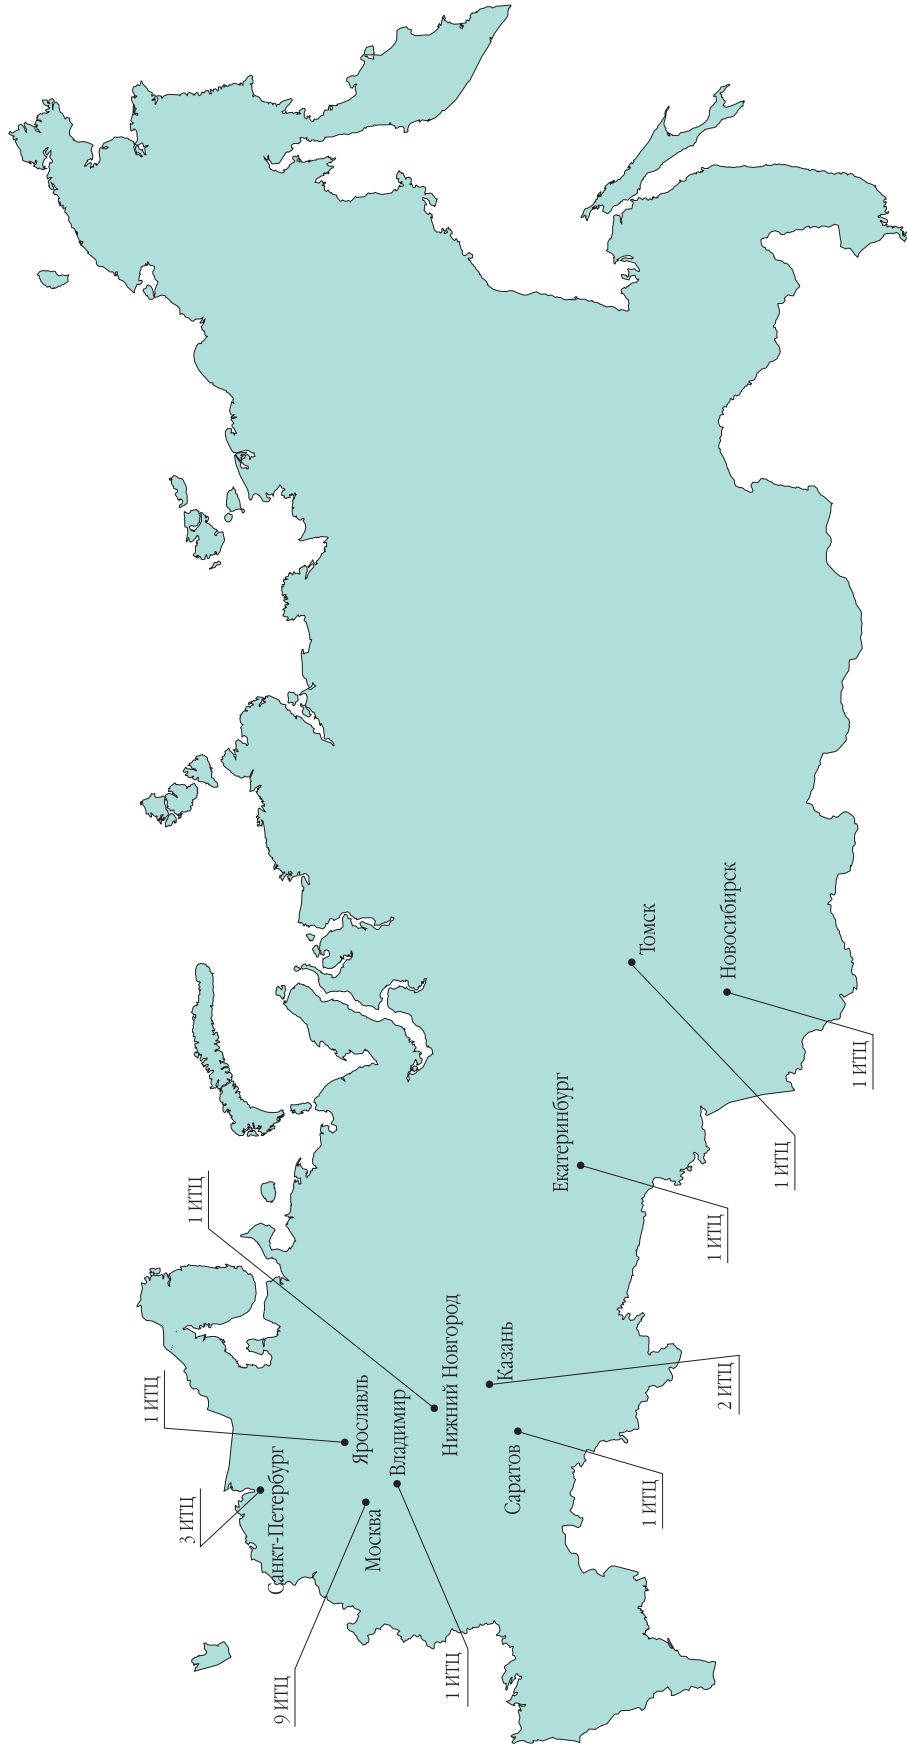 3 ИТЦ
Санкт-Петербург
1 ИТЦ
Ярославль
9 ИТЦ
Москва
1 ИТЦ
Владимир
1 ИТЦ
Нижний Новгород
2 ИТЦ
Казань
1 ИТЦ
Саратов
1 ИТЦ
Екатеринбург
1 ИТЦ
Томск
1 ИТЦ
Новосибирск